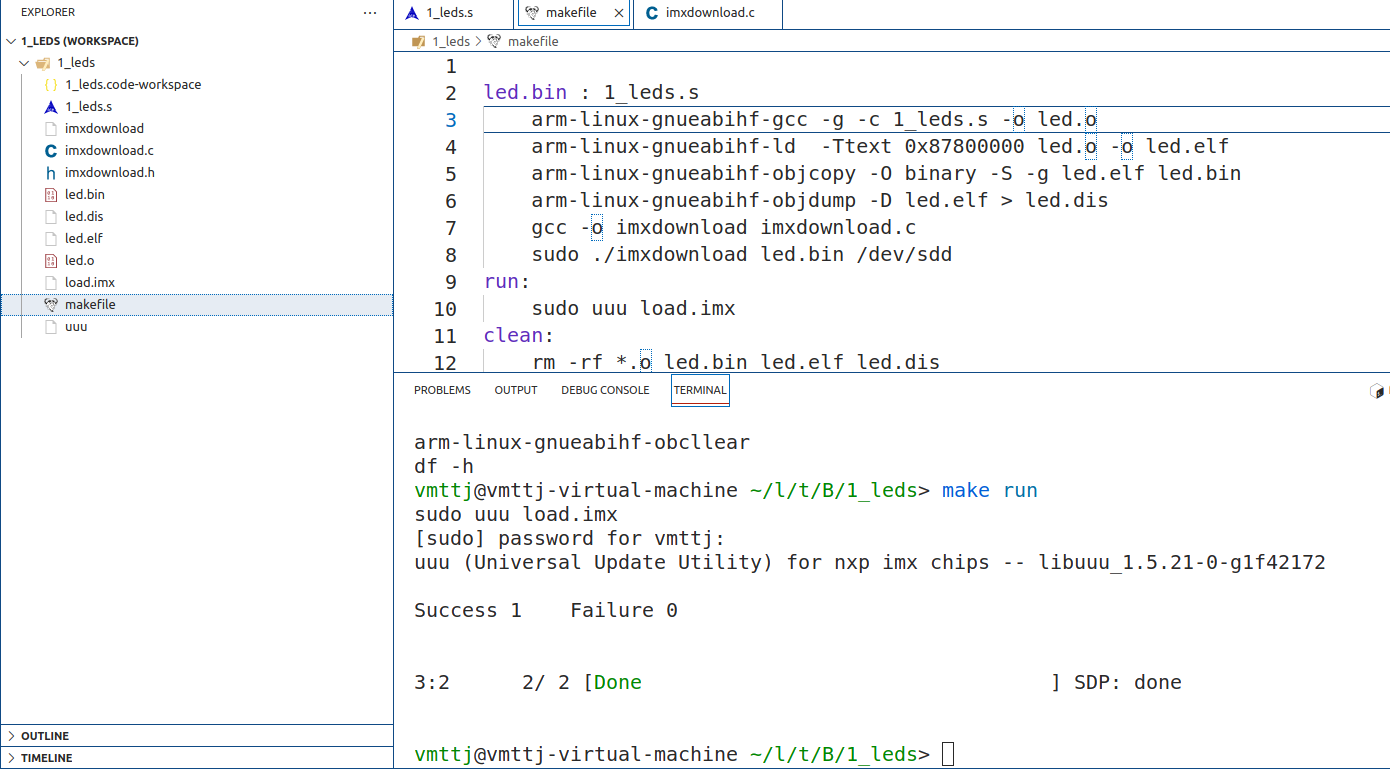 EXPLORER
1_LEDS (WORKSPACE)
1_leds
{} 1_leds.code-workspace
1_leds.s
imxdownload
C imxdownload.c
h imxdownload.h
led.bin
led.dis
led.elf
led.o
load.imx
makefile
uuu
OUTLINE
TIMELINE
1_leds.s
makefile
C imxdownload.c
1_leds > makefile
1
2 led.bin : 1_leds.s
3 arm-linux-gnueabihf-gcc -g -c 1_leds.s -o led.o
4 arm-linux-gnueabihf-ld  -Ttext 0x87800000 led.o -o led.elf
5 arm-linux-gnueabihf-objcopy -O binary -S -g led.elf led.bin
6 arm-linux-gnueabihf-objdump -D led.elf > led.dis
7 gcc -o imxdownload imxdownload.c
8 sudo ./imxdownload led.bin /dev/sdd
9 run:
10 sudo uuu load.imx
11 clean:
12 rm -rf *.o led.bin led.elf led.dis
PROBLEMS OUTPUT DEBUG CONSOLE TERMINAL
arm-linux-gnueabihf-obcllear
df -h
vmttj@vmttj-virtual-machine ~/l/t/B/1_leds> make run
sudo uuu load.imx
[sudo] password for vmttj:
uuu (Universal Update Utility) for nxp imx chips -- libuuu_1.5.21-0-g1f42172
Success 1    Failure 0
3:2      2/ 2 [Done                                  ] SDP: done
vmttj@vmttj-virtual-machine ~/l/t/B/1_leds>